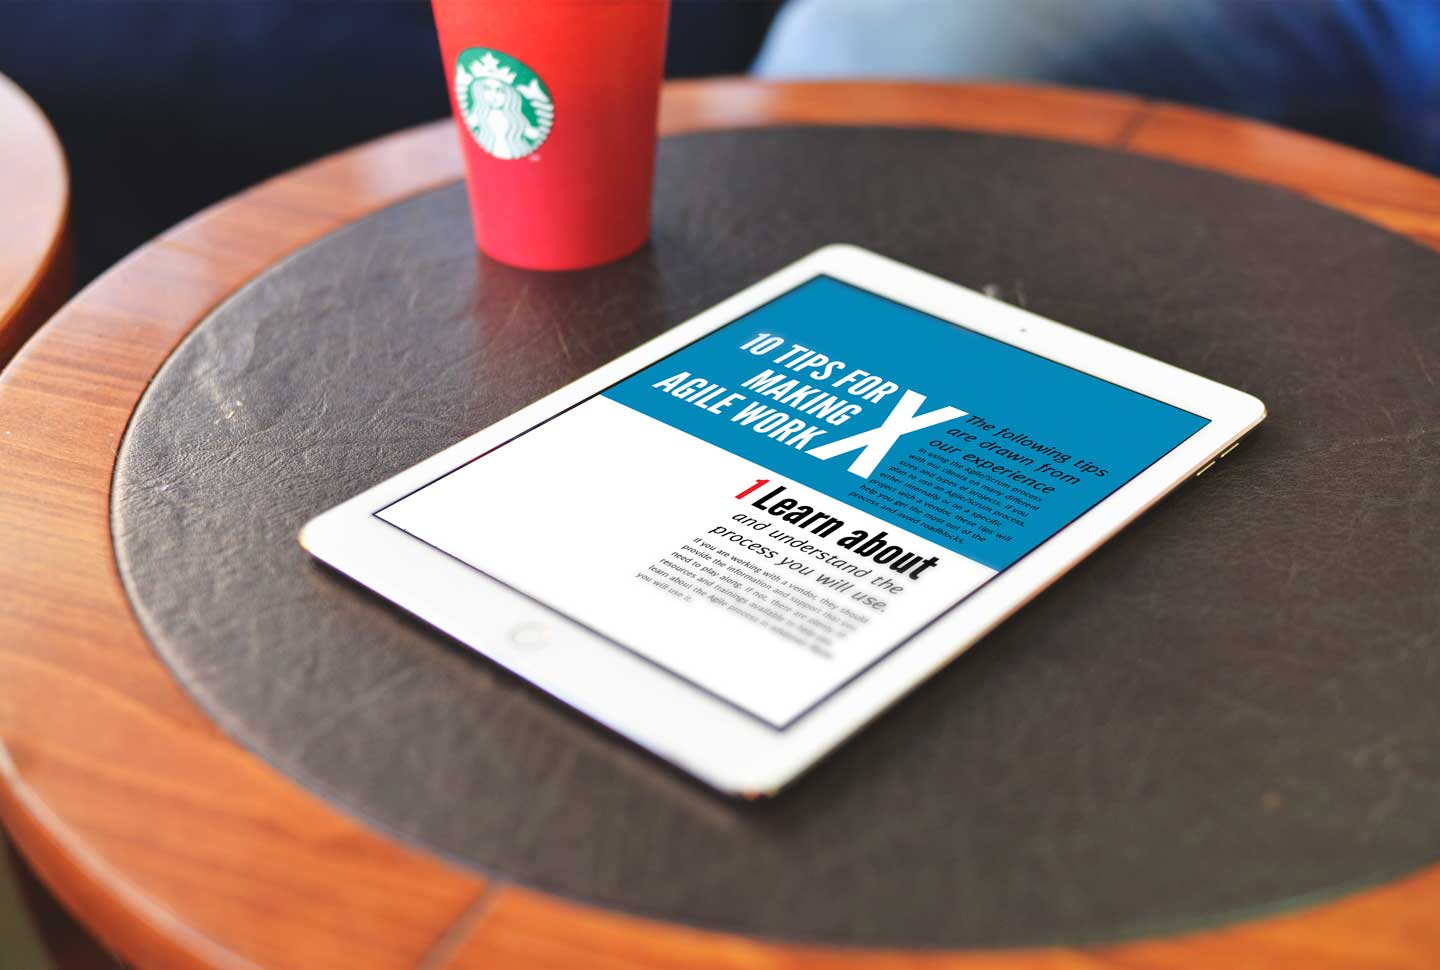 10 TIPS FOR
MAKING
AGILE WORK
X
The following tips
are drawn from
our experience
in using the Agile/Scrum process
with our clients on many different
sizes and types of projects. If you
plan to use an Agile/Scrum process,
either internally or on a specific
project with a vendor, these tips will
help you get the most out of the
process and avoid roadblocks.
1 Learn about
and understand the
process you will use.
If you are working with a vendor, they should
provide the information and support that you
need to play along. If not, there are plenty of
resources and trainings available to help you
learn about the Agile process in whatever
you will use it.